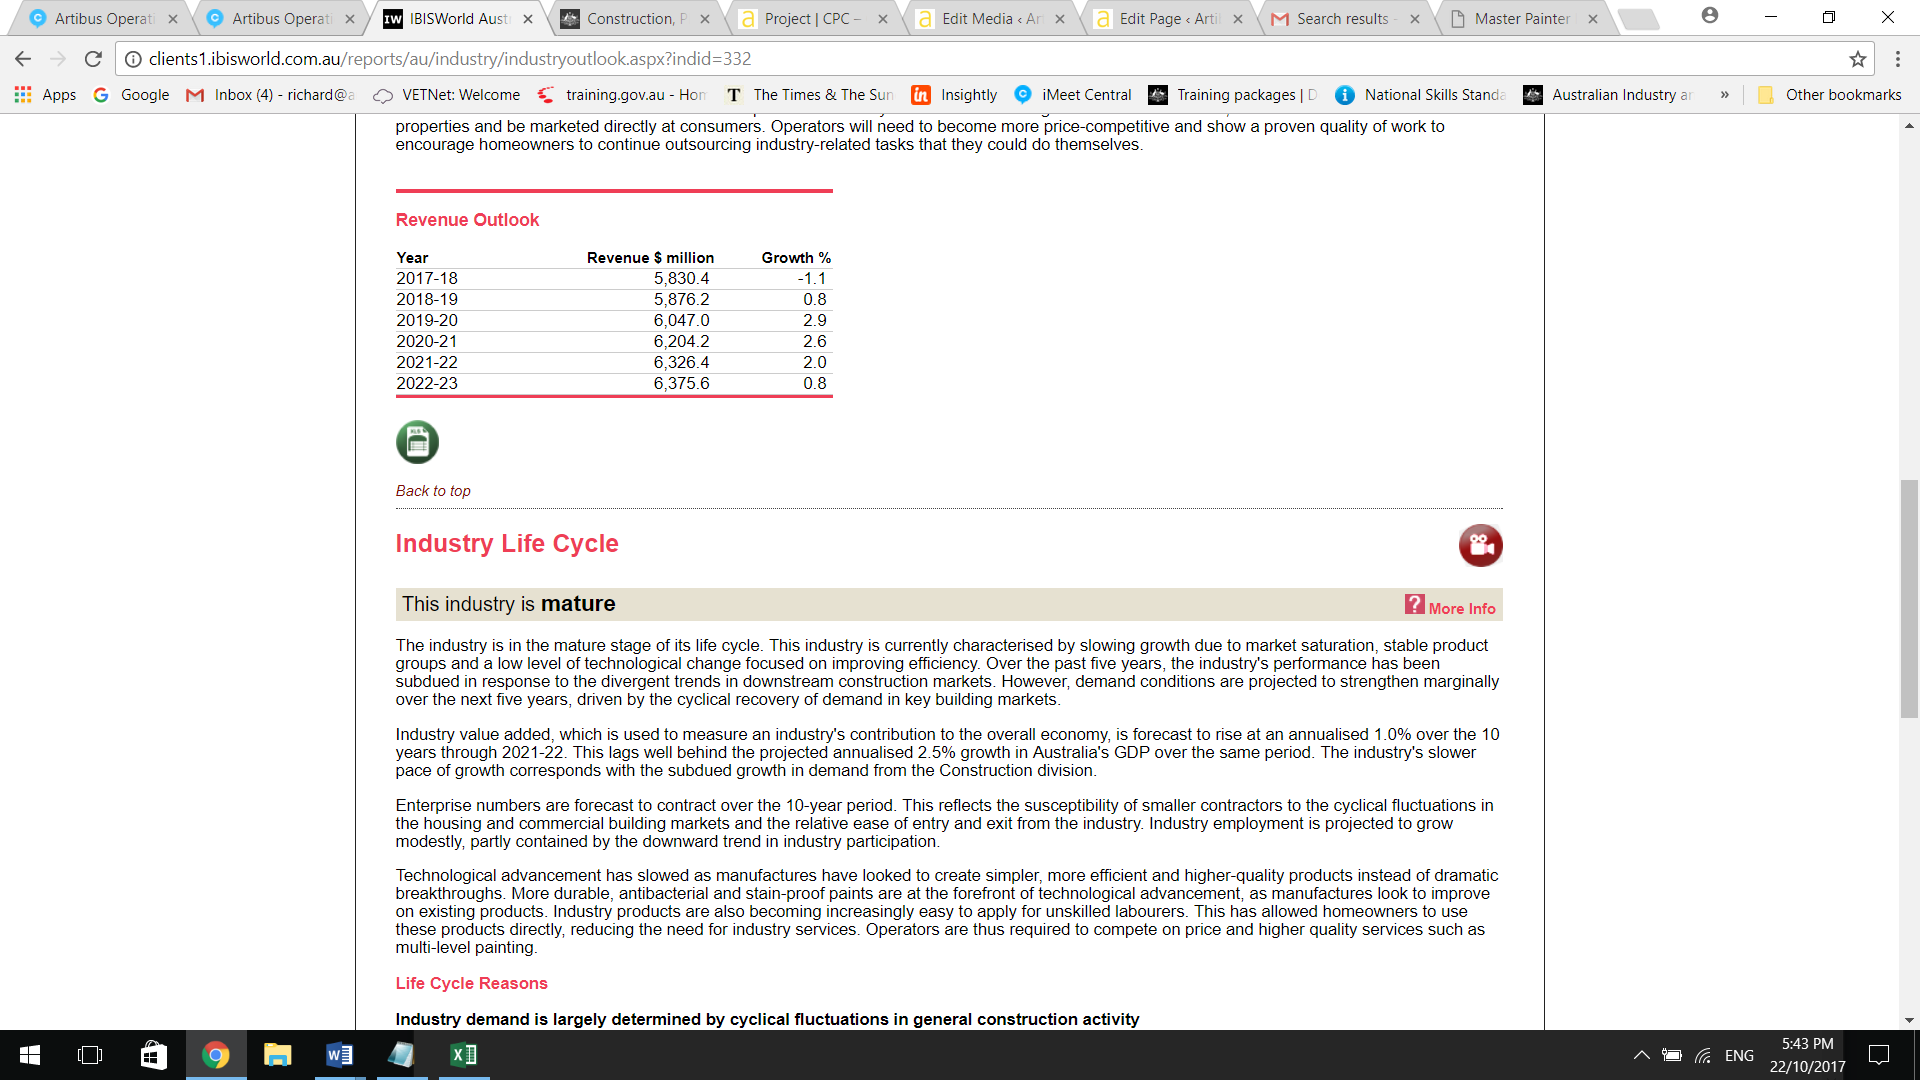 Artibus Operati
Artibus Operati
IW IBISWorld Aust
Construction, P
a Project | CPC –
a Edit Media ‹ Ar
a Edit Page ‹ Arti
Search results -
Master Painter
clients1.ibisworld.com.au/reports/au/industry/industryoutlook.aspx?indid=332
Apps
Google
Inbox (4) - richard@a
VETNet: Welcome
training.gov.au - Hom
T The Times & The Sun
in Insightly
iMeet Central
Training packages | D
National Skills Standa
Australian Industry an
»
Other bookmarks
properties and be marketed directly at consumers. Operators will need to become more price-competitive and show a proven quality of work to
encourage homeowners to continue outsourcing industry-related tasks that they could do themselves.
Revenue Outlook
Year Revenue $ million Growth %
2017-18 5,830.4 -1.1
2018-19 5,876.2 0.8
2019-20 6,047.0 2.9
2020-21 6,204.2 2.6
2021-22 6,326.4 2.0
2022-23 6,375.6 0.8
Back to top
Industry Life Cycle
This industry is mature
? More Info
The industry is in the mature stage of its life cycle. This industry is currently characterised by slowing growth due to market saturation, stable product
groups and a low level of technological change focused on improving efficiency. Over the past five years, the industry's performance has been
subdued in response to the divergent trends in downstream construction markets. However, demand conditions are projected to strengthen marginally
over the next five years, driven by the cyclical recovery of demand in key building markets.
Industry value added, which is used to measure an industry's contribution to the overall economy, is forecast to rise at an annualised 1.0% over the 10
years through 2021-22. This lags well behind the projected annualised 2.5% growth in Australia's GDP over the same period. The industry's slower
pace of growth corresponds with the subdued growth in demand from the Construction division.
Enterprise numbers are forecast to contract over the 10-year period. This reflects the susceptibility of smaller contractors to the cyclical fluctuations in
the housing and commercial building markets and the relative ease of entry and exit from the industry. Industry employment is projected to grow
modestly, partly contained by the downward trend in industry participation.
Technological advancement has slowed as manufactures have looked to create simpler, more efficient and higher-quality products instead of dramatic
breakthroughs. More durable, antibacterial and stain-proof paints are at the forefront of technological advancement, as manufactures look to improve
on existing products. Industry products are also becoming increasingly easy to apply for unskilled labourers. This has allowed homeowners to use
these products directly, reducing the need for industry services. Operators are thus required to compete on price and higher quality services such as
multi-level painting.
Life Cycle Reasons
Industry demand is largely determined by cyclical fluctuations in general construction activity
ENG
5:43 PM
22/10/2017